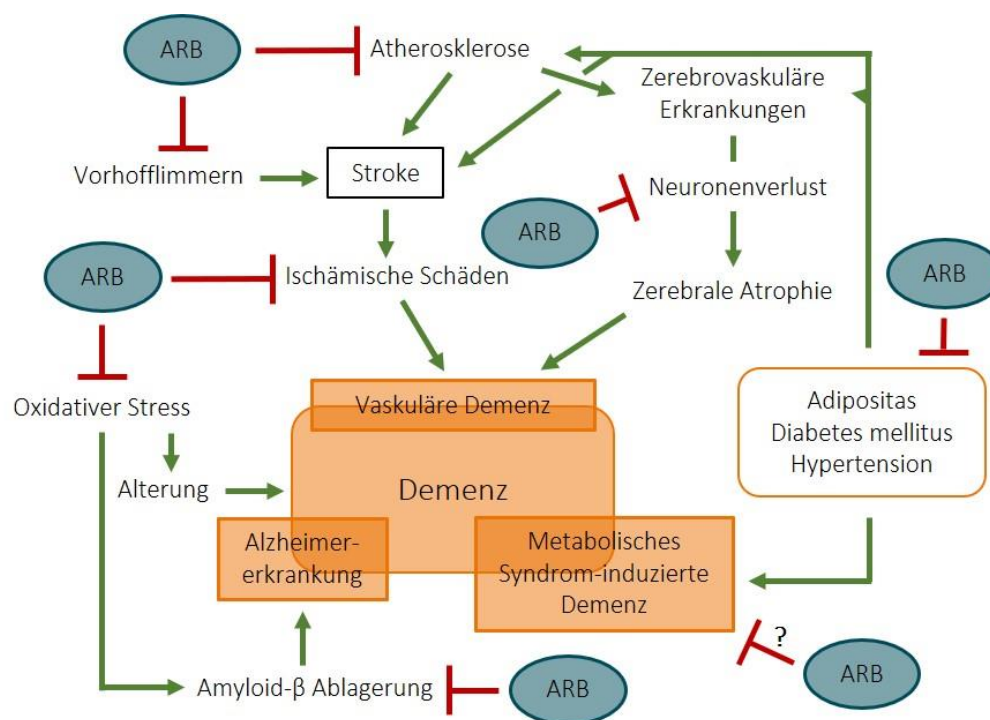 ARB
Atherosklerose
Zerebrovaskuläre
Erkrankungen
Vorhofflimmern
Stroke
Neuronenverlust
ARB
ARB
Ischämische Schäden
Zerebrale Atrophie
ARB
Oxidativer Stress
Vaskuläre Demenz
Adipositas
Diabetes mellitus
Hypertension
Alterung
Demenz
Alzheimer-
erkrankung
Metabolisches
Syndrom-induzierte
Demenz
?
Amyloid-β Ablagerung
ARB
ARB